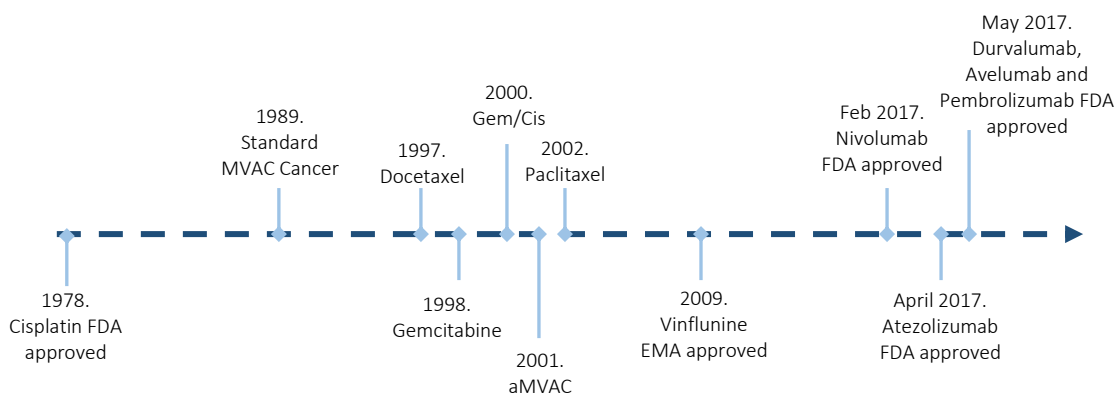 1978.
Cisplatin FDA
approved
1989.
Standard
MVAC Cancer
1997.
Docetaxel
1998.
Gemcitabine
2000.
Gem/Cis
2001.
aMVAC
2002.
Paclitaxel
2009.
Vinflunine
EMA approved
Feb 2017.
Nivolumab
FDA approved
April 2017.
Atezolizumab
FDA approved
May 2017.
Durvalumab,
Avelumab and
Pembrolizumab FDA
approved